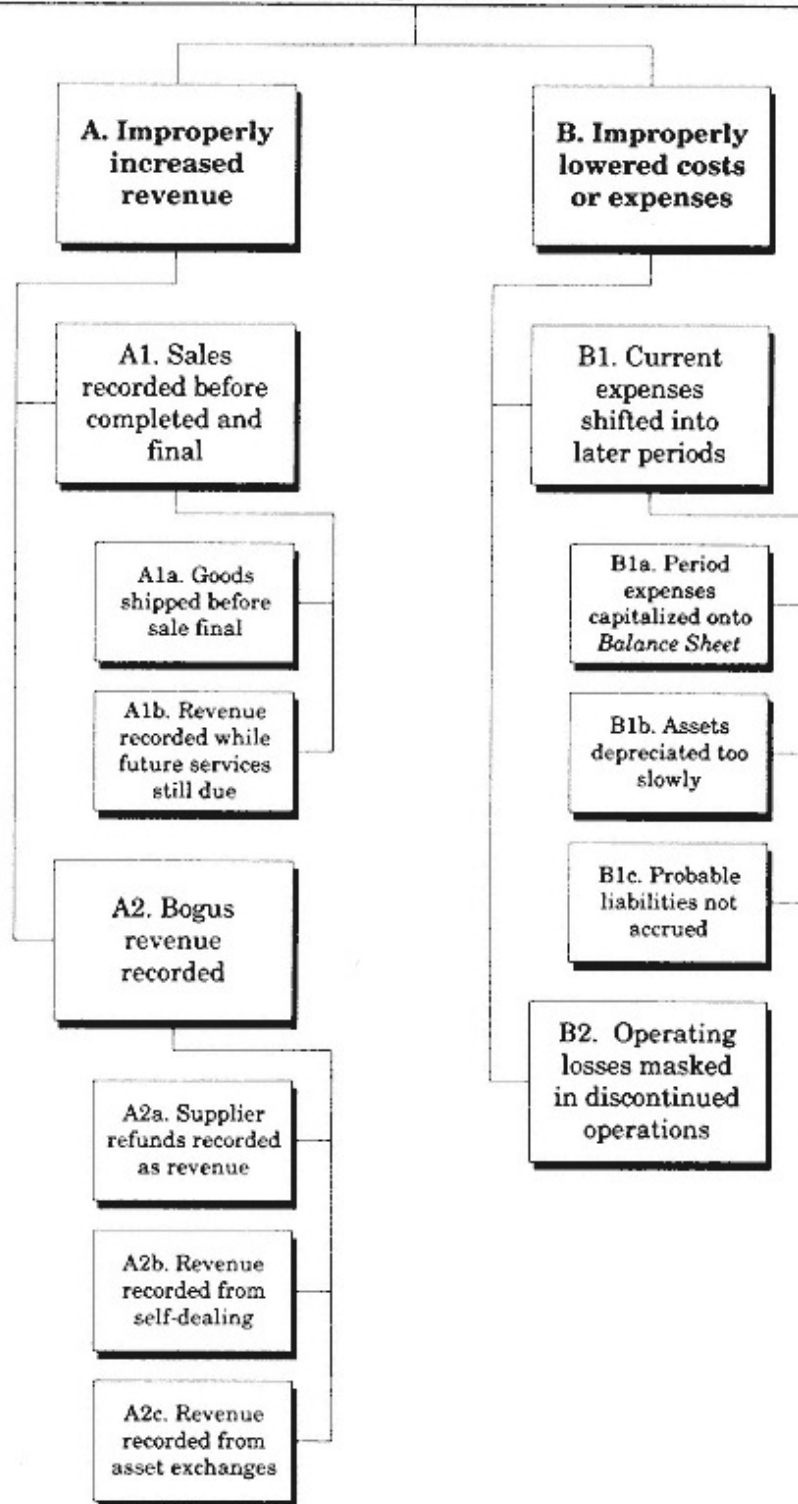 A. Improperly
increased
revenue
A1. Sales
recorded before
completed and
final
A1a. Goods
shipped before
sale final
A1b. Revenue
recorded while
future services
still due
A2. Bogus
revenue
recorded
A2a. Supplier
refunds recorded
as revenue
A2b. Revenue
recorded from
self-dealing
A2c. Revenue
recorded from
asset exchanges
B. Improperly
lowered costs
or expenses
B1. Current
expenses
shifted into
later periods
B1a. Period
expenses
capitalized onto
Balance Sheet
B1b. Assets
depreciated too
slowly
B1c. Probable
liabilities not
accrued
B2. Operating
losses masked
in discontinued
operations